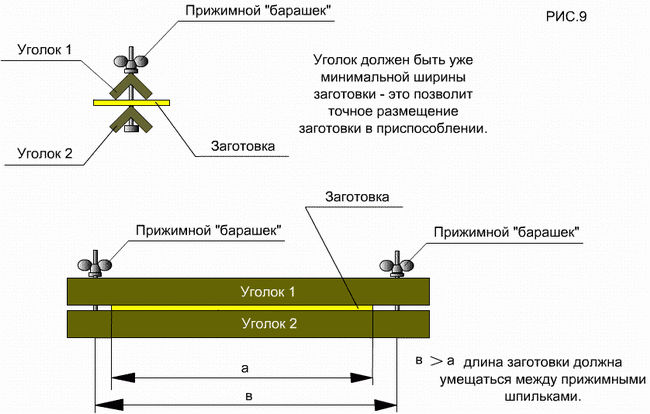 Прижимной "барашек"
РИС.9
Уголок 1
Уголок должен быть уже
минимальной ширины
заготовки - это позволит
точное размещение
заготовки в приспособлении.
Уголок 2
Заготовка
Заготовка
Прижимной "барашек"
Прижимной "барашек"
Уголок 1
Уголок 2
а
в > а длина заготовки должна
умещаться между прижимными
шпильками.
в